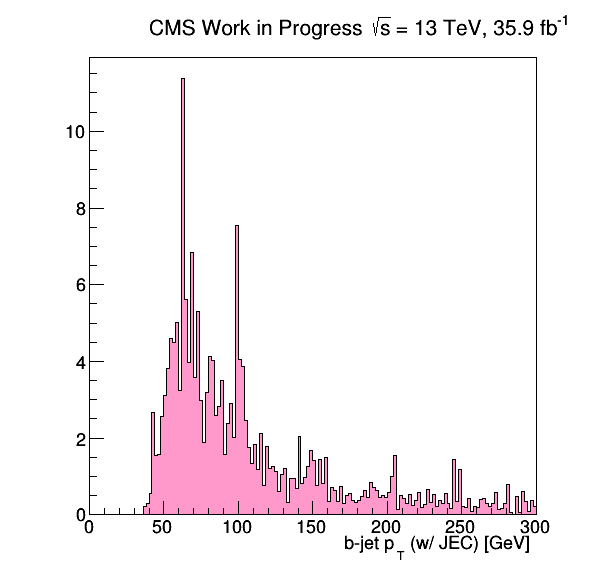 CMS Work in Progress √s = 13 TeV, 35.9 fb⁻¹
10
8
6
4
2
0
0 50 100 150 200 250 300
b-jet p_T (w/ JEC) [GeV]